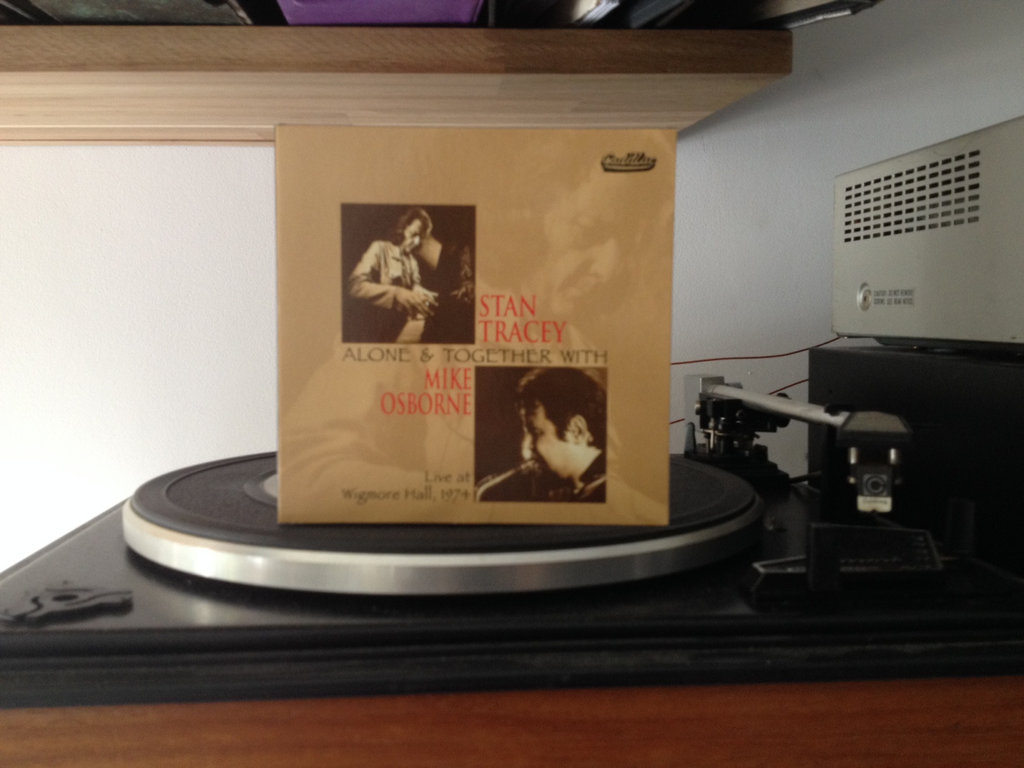 Cadillac
STAN
TRACEY
ALONE & TOGETHER WITH
MIKE
OSBORNE
Live at
Wigmore Hall, 1974